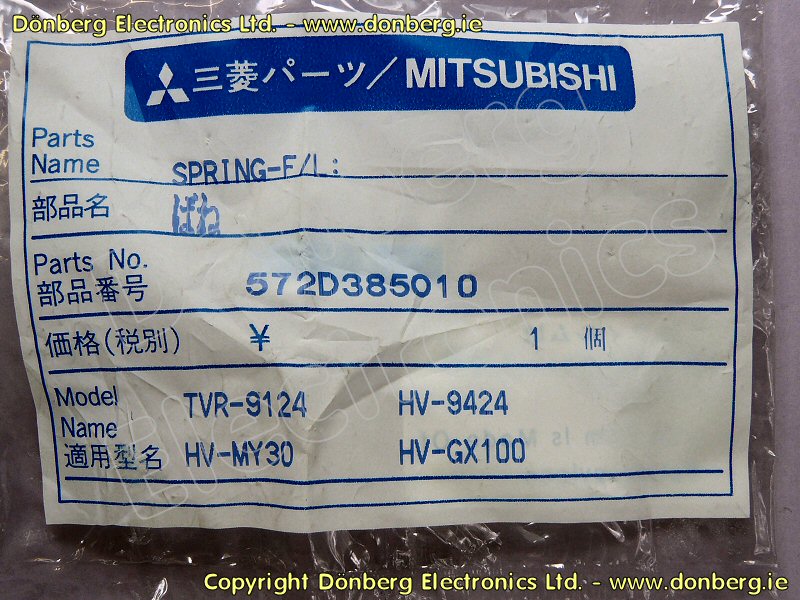 Dönberg Electronics Ltd. - www.donberg.ie
三菱パーツ/MITSUBISHI
Parts Name SPRING-F/L:
部品名 ばね
Parts No.
部品番号 572D385010
価格(税別) ¥ 1 個
Model Name TVR-9124 HV-9424
適用型名 HV-MY30 HV-GX100
Donberg Electronics
Copyright Dönberg Electronics Ltd. - www.donberg.ie